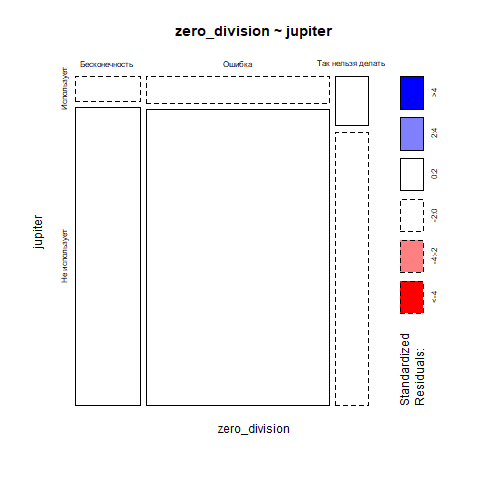 zero_division ~ jupiter
Бесконечность
Ошибка
Так нельзя делать
Использует
Не использует
jupiter
zero_division
>4
2:4
0:2
-2:0
-4:-2
<-4
Standardized
Residuals: